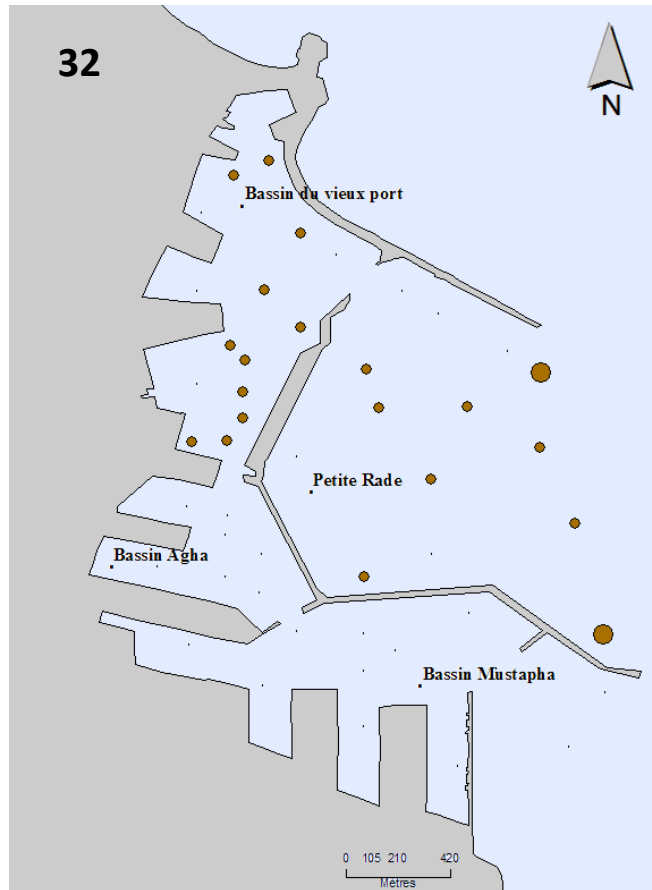 32
N
Bassin du vieux port
Petite Rade
Bassin Agha
Bassin Mustapha
0 105 210 420
Mètres